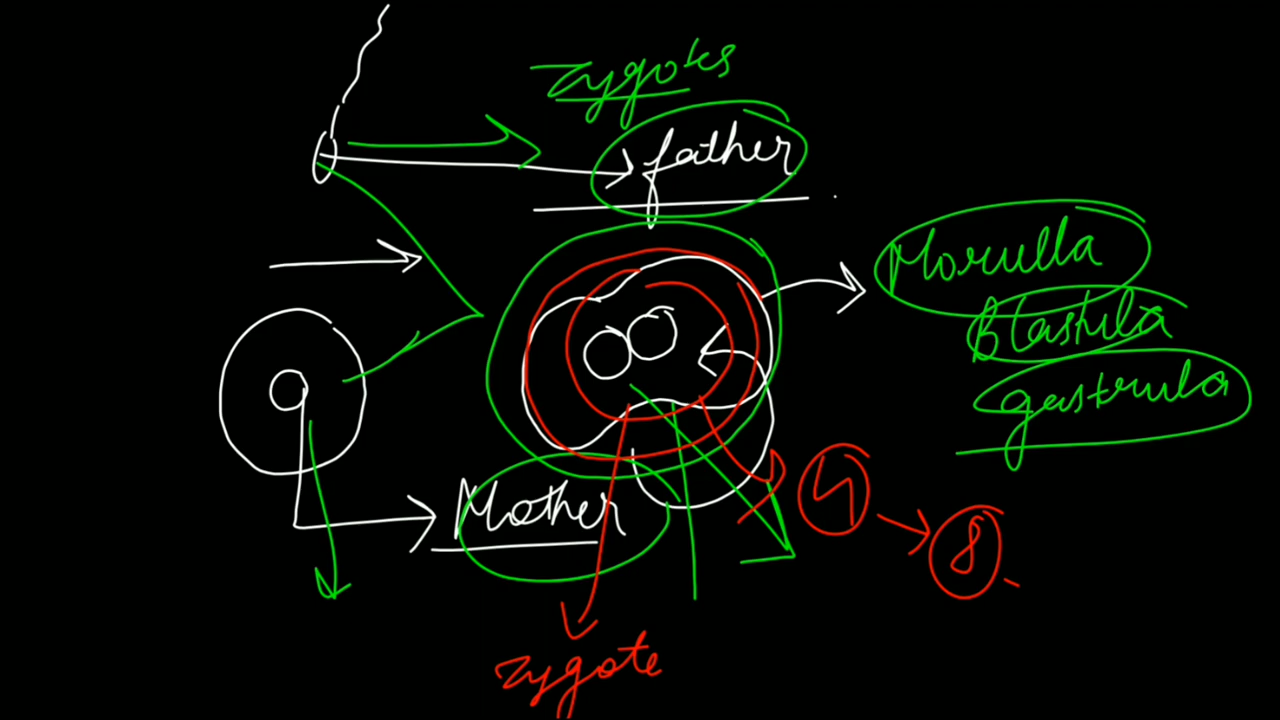 zygotes
father
Morulla
Blastula
gastrula
Mother
4
8
zygote